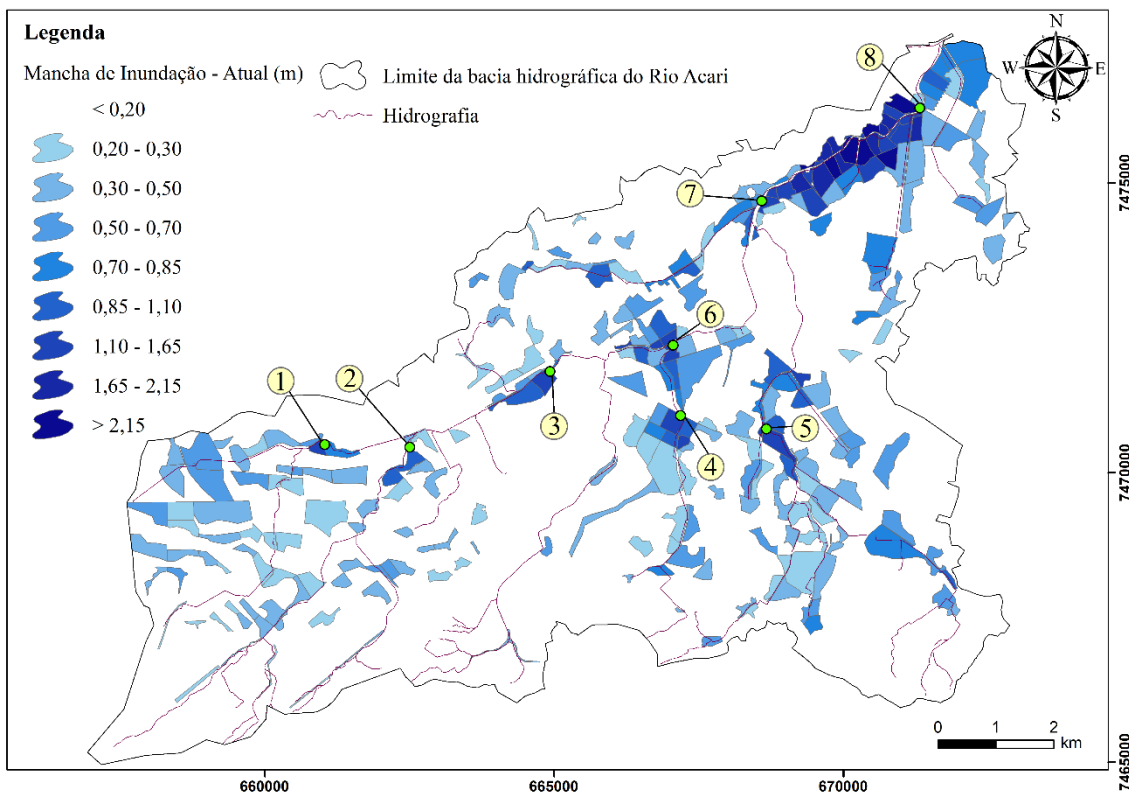 Legenda
Mancha de Inundação - Atual (m)
< 0,20
0,20 - 0,30
0,30 - 0,50
0,50 - 0,70
0,70 - 0,85
0,85 - 1,10
1,10 - 1,65
1,65 - 2,15
> 2,15
Limite da bacia hidrográfica do Rio Acari
Hidrografia
N
W E
S
8
7
6
2
1
3
5
4
0 1 2
km
7475000
7470000
7465000
660000 665000 670000